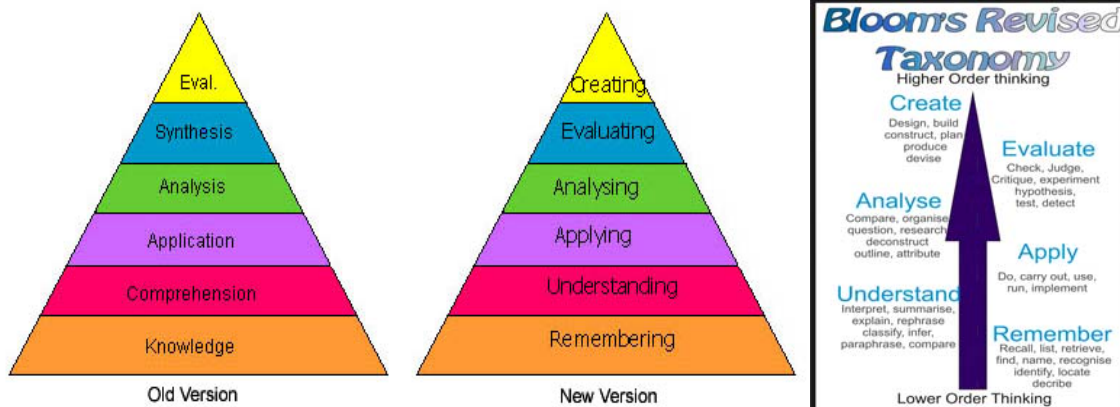 Eval.
Synthesis
Analysis
Application
Comprehension
Knowledge
Old Version
Creating
Evaluating
Analysing
Applying
Understanding
Remembering
New Version
Bloom's Revised
Taxonomy
Higher Order thinking
Create
Design, build
construct, plan
produce
devise
Evaluate
Check, Judge,
Critique, experiment
hypothesis,
test, detect
Analyse
Compare, organise
question, research
deconstruct
outline, attribute
Apply
Do, carry out, use,
run, implement
Understand
Interpret, summarise,
explain, rephrase
classify, infer,
paraphrase, compare
Remember
Recall, list, retrieve,
find, name, recognise
identify, locate
decribe
Lower Order Thinking